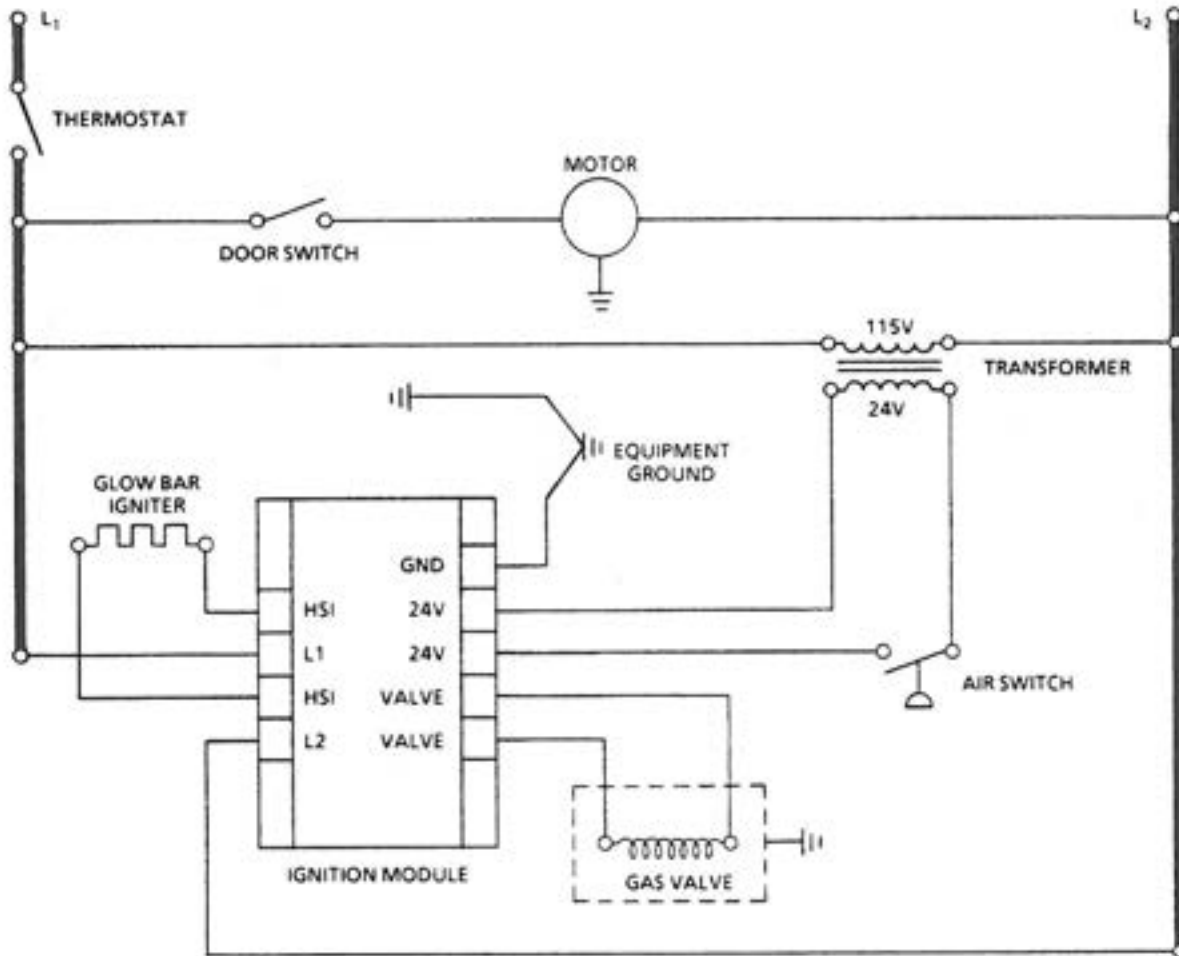 L1
L2
THERMOSTAT
MOTOR
DOOR SWITCH
115V
TRANSFORMER
24V
EQUIPMENT
GROUND
GLOW BAR
IGNITER
GND
HSI
24V
L1
24V
AIR SWITCH
HSI
VALVE
L2
VALVE
IGNITION MODULE
GAS VALVE